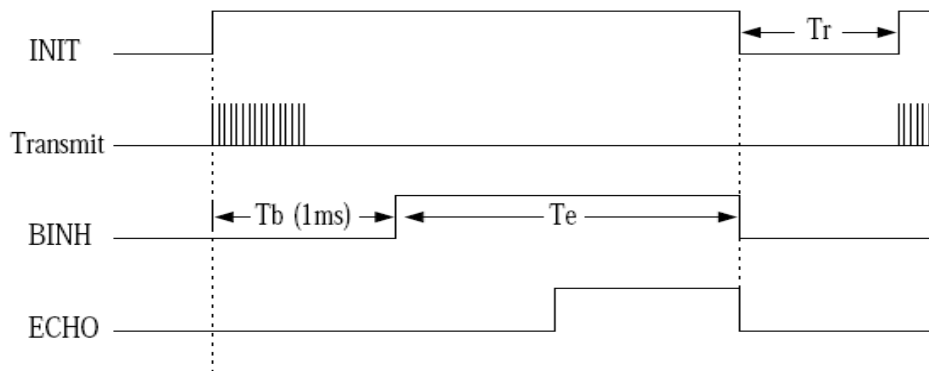 INIT
Tr
Transmit
Tb (1ms)
Te
BINH
ECHO